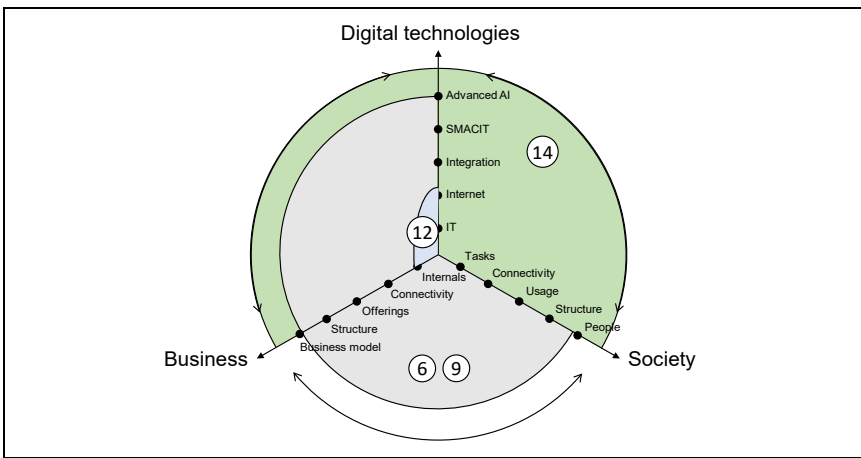 Digital technologies
Advanced AI
SMACIT
14
Integration
Internet
12
IT
Tasks
Internals
Connectivity
Connectivity
Usage
Offerings
Structure
Structure
People
Business model
Business
Society
6
9